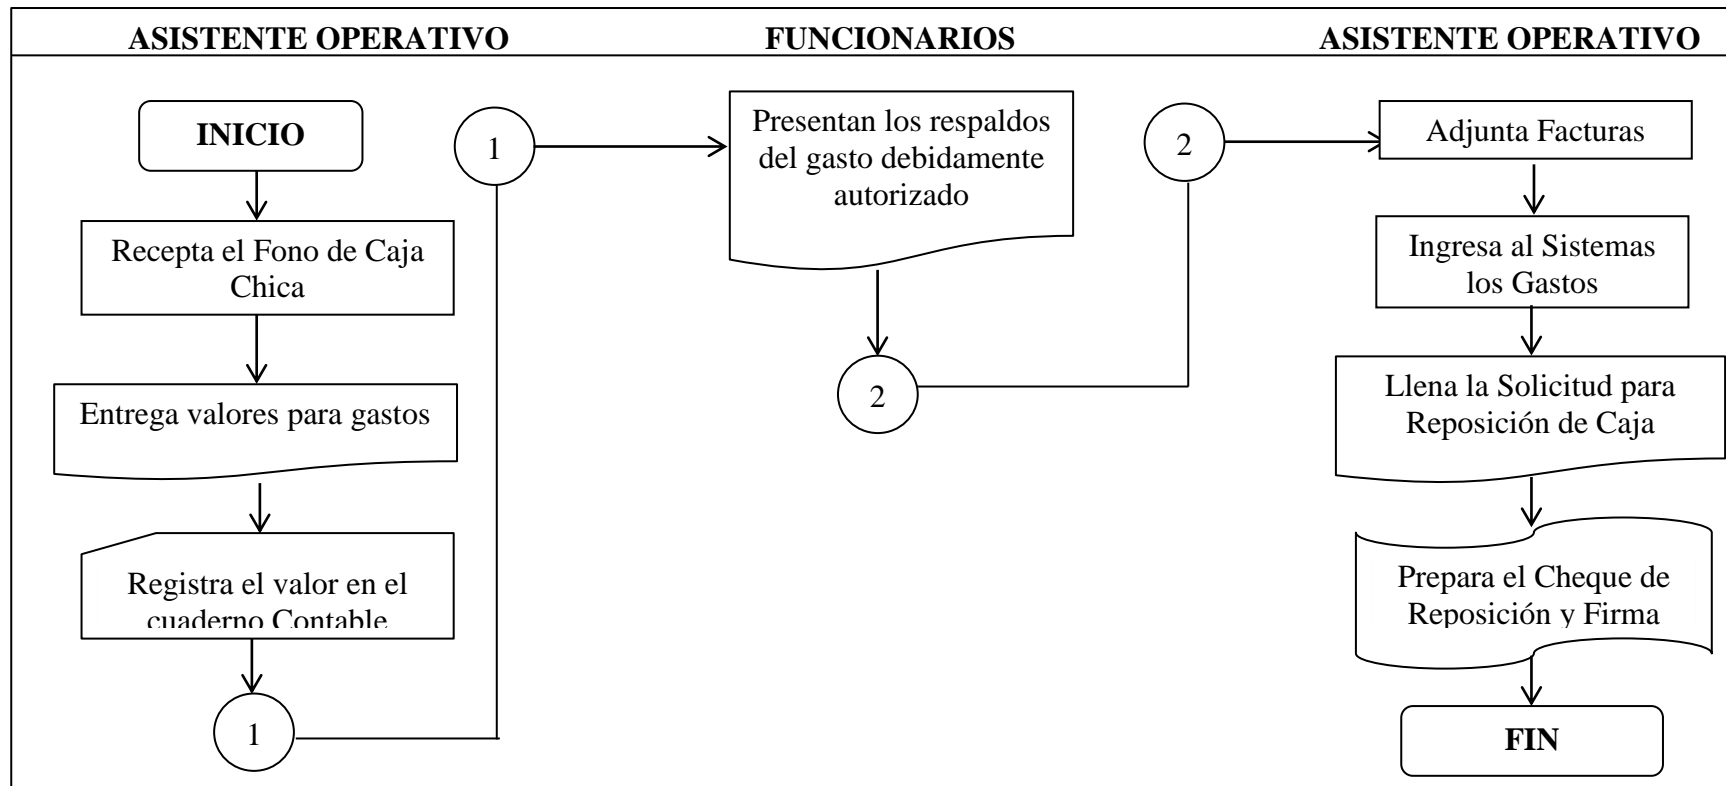 ASISTENTE OPERATIVO
FUNCIONARIOS
ASISTENTE OPERATIVO
INICIO
Recepta el Fono de Caja
Chica
Entrega valores para gastos
Registra el valor en el
cuaderno Contable
1
1
Presentan los respaldos
del gasto debidamente
autorizado
2
2
Adjunta Facturas
Ingresa al Sistemas
los Gastos
Llena la Solicitud para
Reposición de Caja
Prepara el Cheque de
Reposición y Firma
FIN